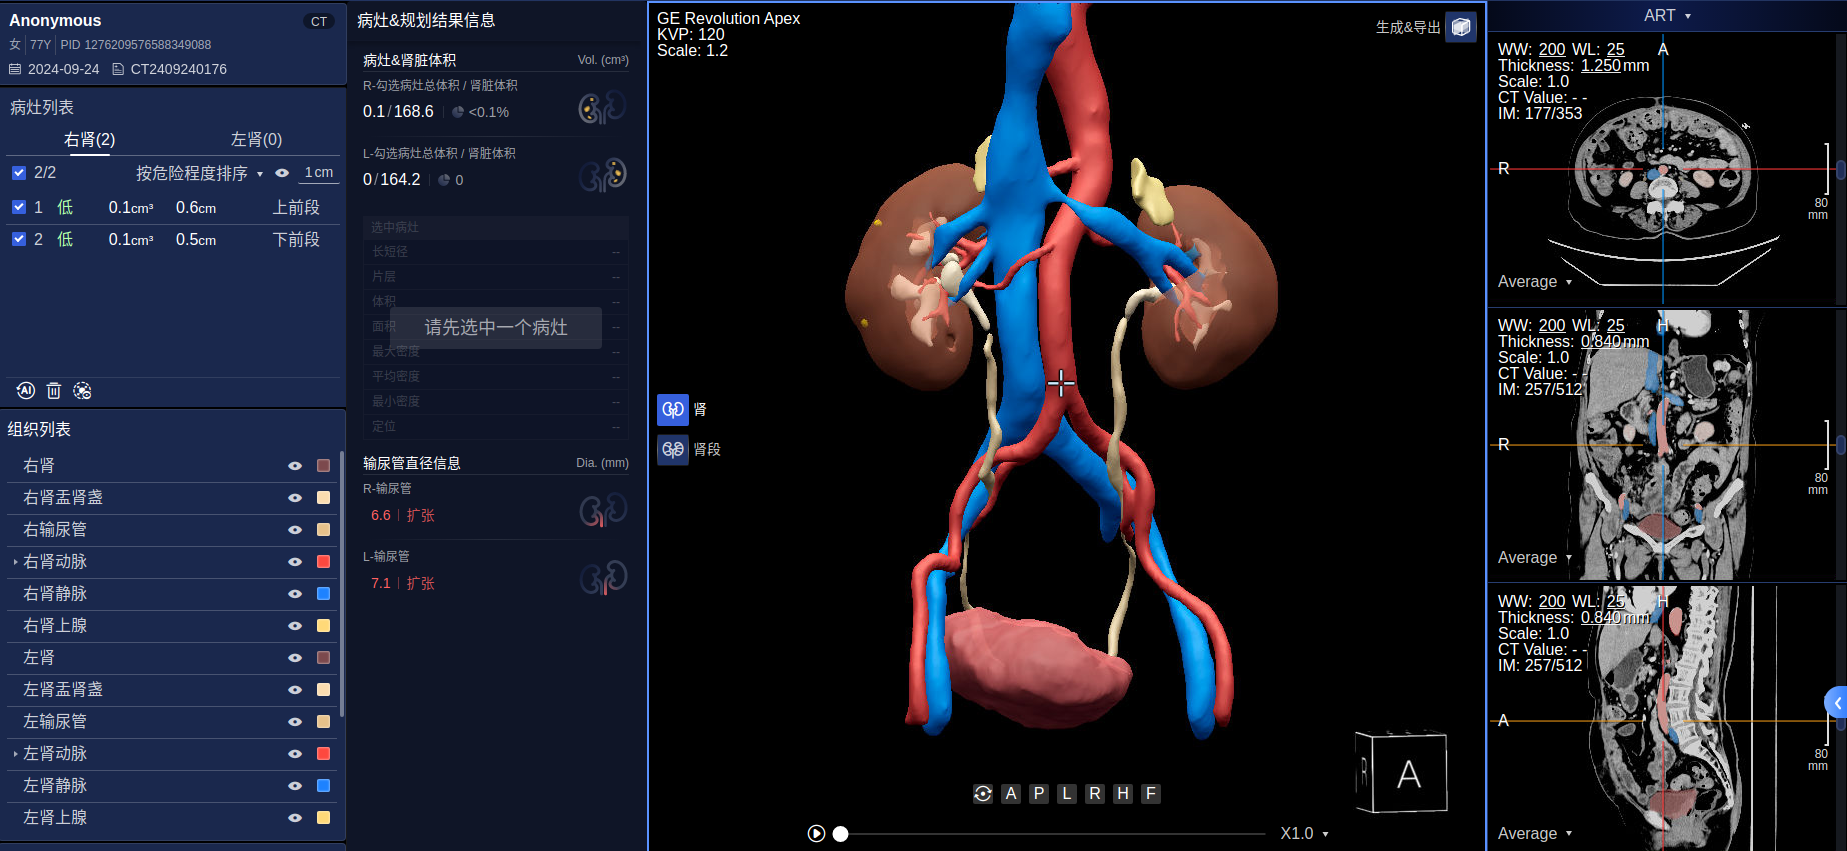 Anonymous
CT
女 77Y PID 1276209576588349088
2024-09-24 CT2409240176
病灶列表
右肾(2) 左肾(0)
2/2 按危险程度排序 1 cm
1 低 0.1cm³ 0.6cm 上前段
2 低 0.1cm³ 0.5cm 下前段
AI
组织列表
右肾
右肾盂肾盏
右输尿管
右肾动脉
右肾静脉
右肾上腺
左肾
左肾盂肾盏
左输尿管
左肾动脉
左肾静脉
左肾上腺
病灶&规划结果信息
病灶&肾脏体积 Vol. (cm³)
R-勾选病灶总体积 / 肾脏体积
0.1/168.6 <0.1%
L-勾选病灶总体积 / 肾脏体积
0/164.2 0
选中病灶
长短径 --
片层 --
体积 --
面积 --
请先选中一个病灶
最大密度 --
平均密度 --
最小密度 --
定位 --
输尿管直径信息 Dia. (mm)
R-输尿管
6.6 扩张
L-输尿管
7.1 扩张
GE Revolution Apex
KVP: 120
Scale: 1.2
生成&导出
肾
肾段
A P L R H F
R A
X1.0
ART
WW: 200 WL: 25 A
Thickness: 1.250mm
Scale: 1.0
CT Value: - -
IM: 177/353
R
80
mm
Average
WW: 200 WL: 25 H
Thickness: 0.840mm
Scale: 1.0
CT Value: - -
IM: 257/512
R
80
mm
Average
WW: 200 WL: 25 H
Thickness: 0.840mm
Scale: 1.0
CT Value: - -
IM: 257/512
A
80
mm
Average